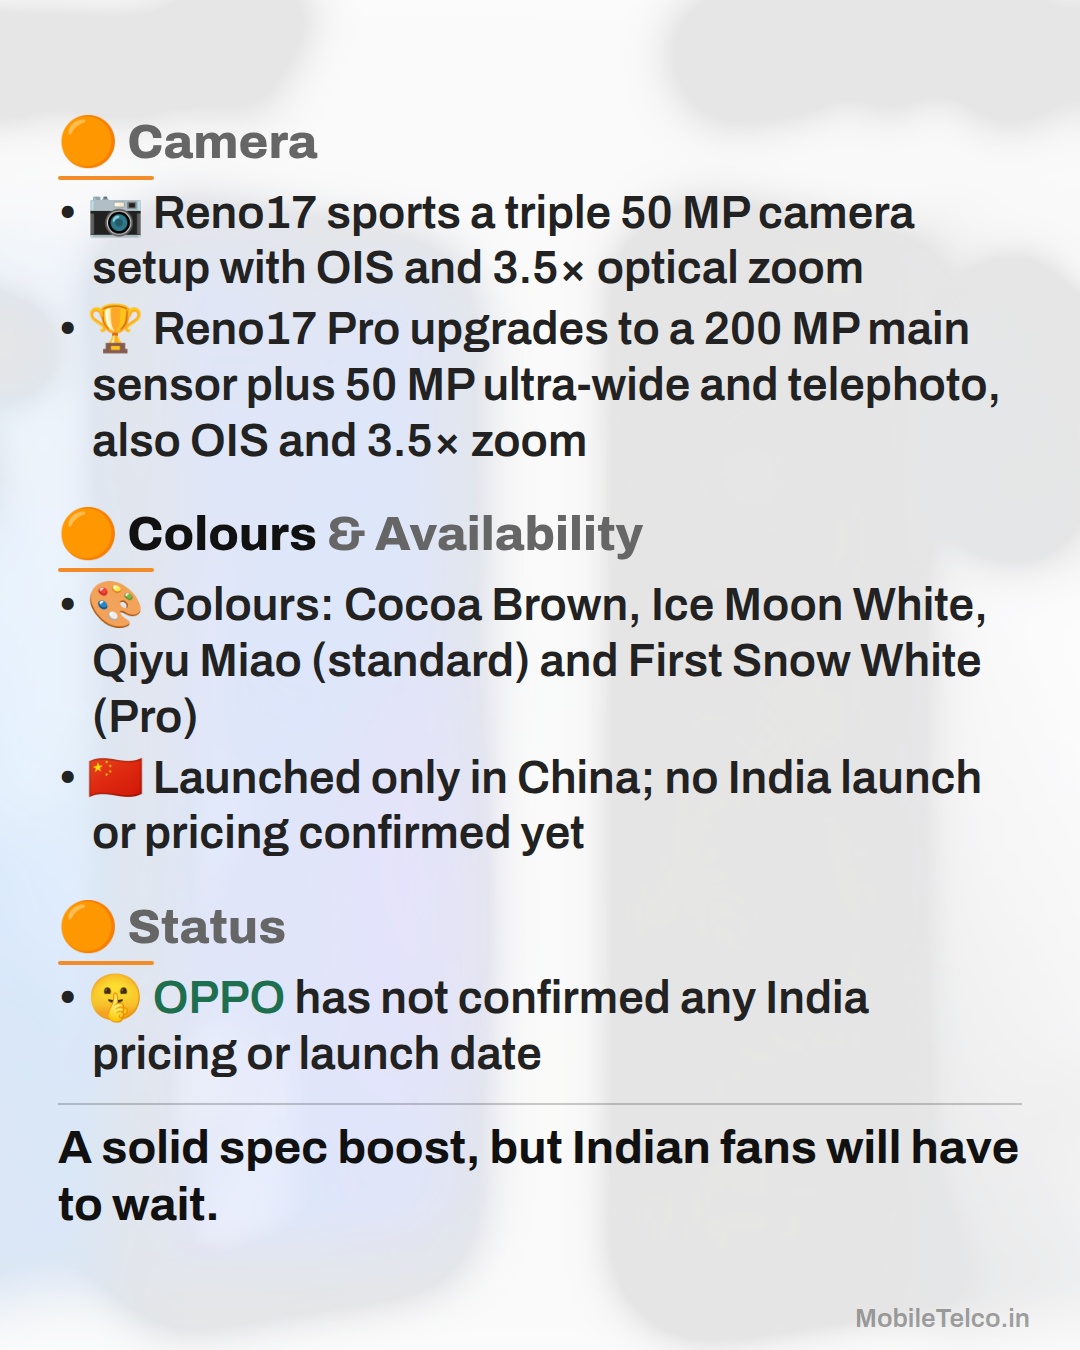 🟠 Camera
• 📷 Reno17 sports a triple 50 MP camera
setup with OIS and 3.5× optical zoom
• 🏆 Reno17 Pro upgrades to a 200 MP main
sensor plus 50 MP ultra-wide and telephoto,
also OIS and 3.5× zoom
🟠 Colours & Availability
• 🎨 Colours: Cocoa Brown, Ice Moon White,
Qiyu Miao (standard) and First Snow White
(Pro)
• 🇨🇳 Launched only in China; no India launch
or pricing confirmed yet
🟠 Status
• 🤫 OPPO has not confirmed any India
pricing or launch date
A solid spec boost, but Indian fans will have
to wait.
MobileTelco.in